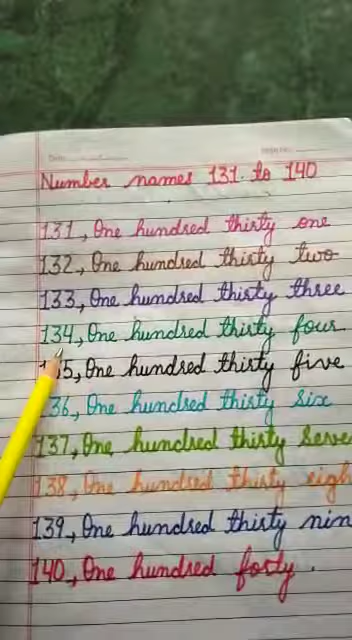 Number names 131 to 140
131, One hundred thirty one
132, One hundred thirty two
133, One hundred thirty three
134, One hundred thirty four
5, One hundred thirty five
36, One hundred thirty six
137, One hundred thirty seve
138, One hundred thirty eigh
139, One hundred thirty nin
140, One hundred forty .